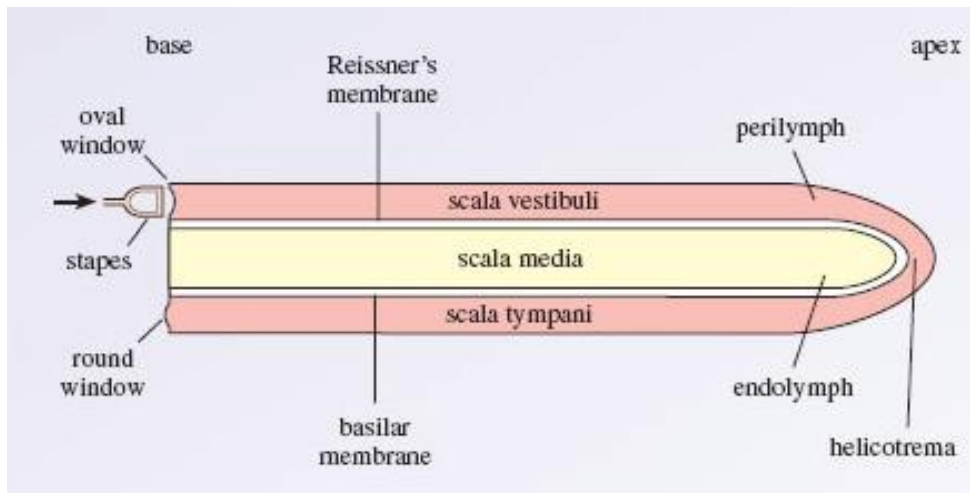 base
apex
Reissner's
membrane
oval
window
perilymph
scala vestibuli
stapes
scala media
scala tympani
round
window
endolymph
basilar
membrane
helicotrema